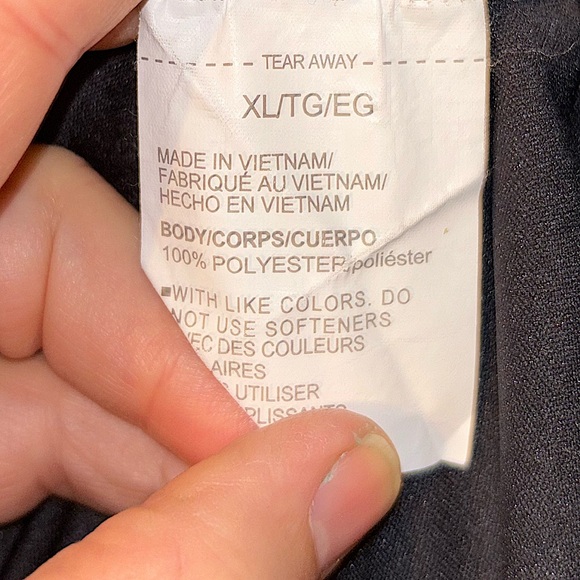 TEAR AWAY
XL/TG/EG
MADE IN VIETNAM/
FABRIQUÉ AU VIETNAM/
HECHO EN VIETNAM
BODY/CORPS/CUERPO
100% POLYESTER/poliéster
■WITH LIKE COLORS. DO
NOT USE SOFTENERS
AVEC DES COULEURS
AIRES
UTILISER